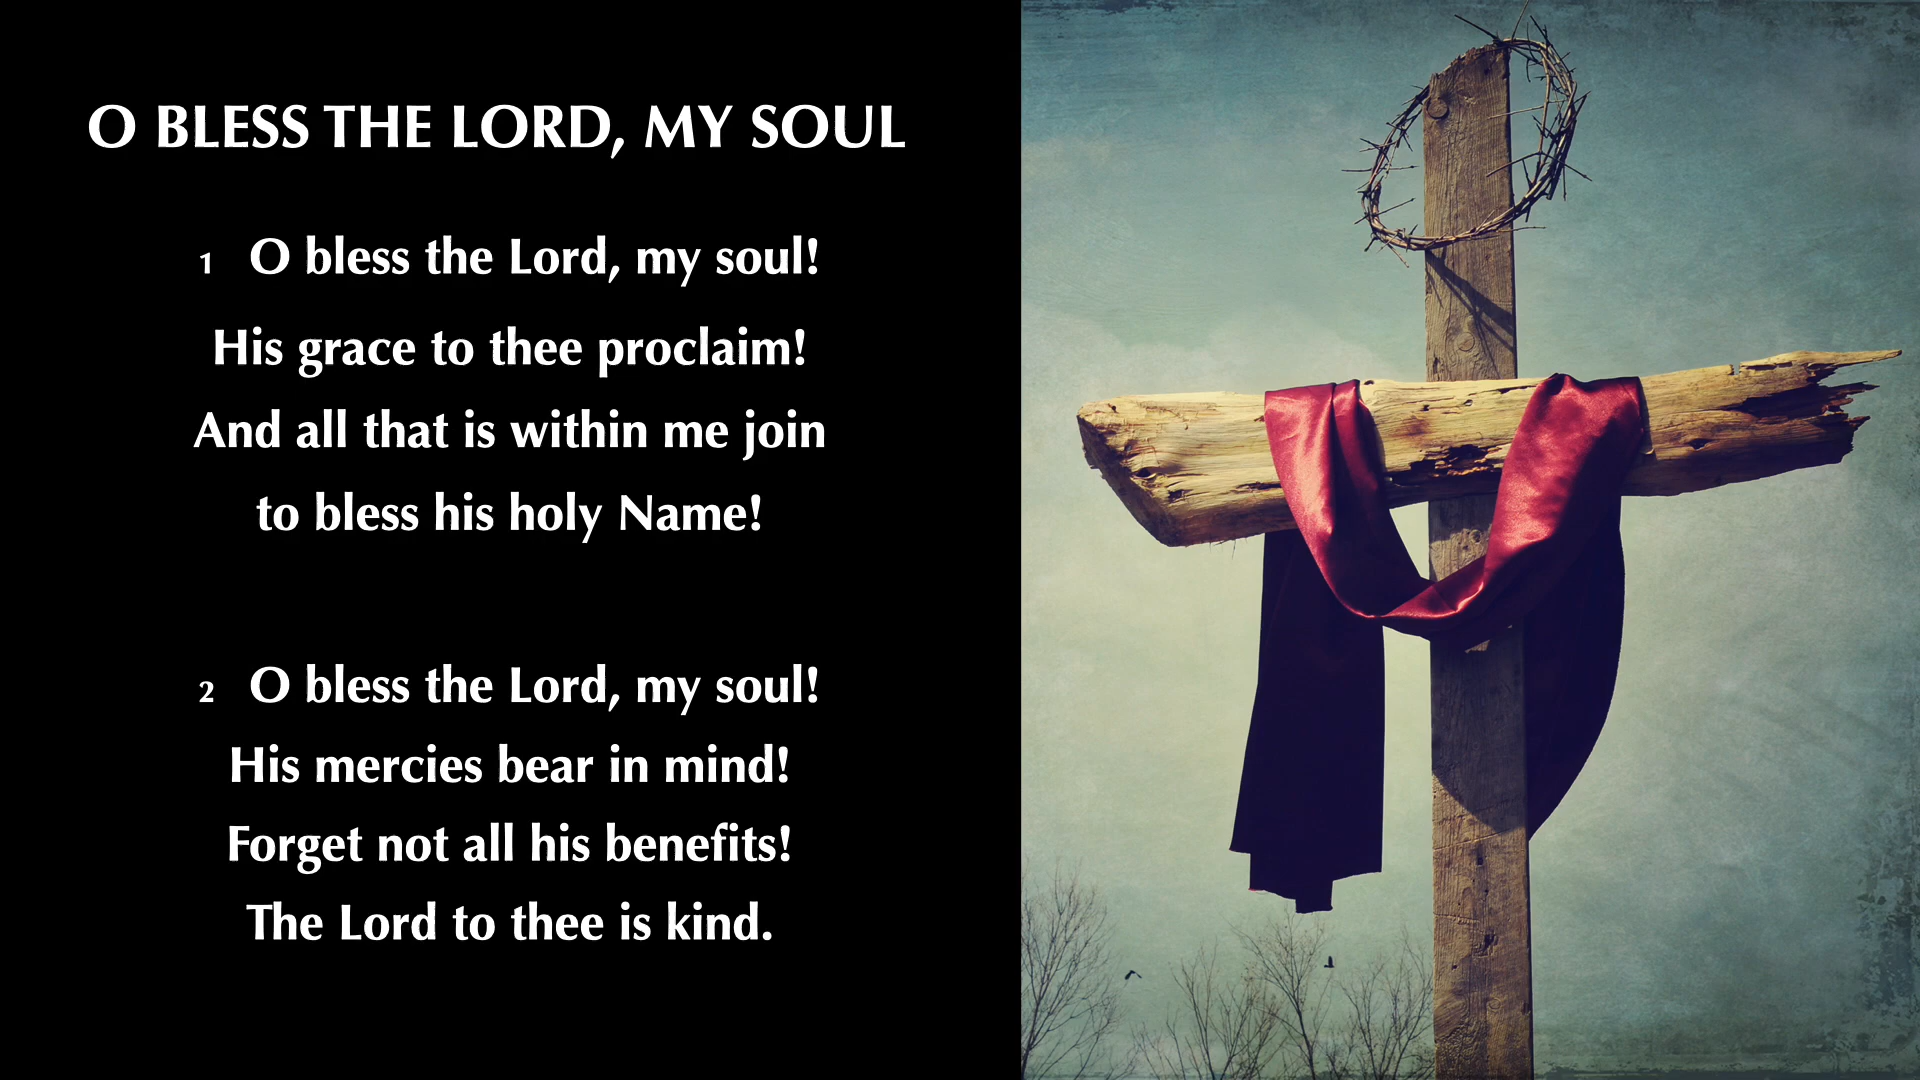 O BLESS THE LORD, MY SOUL
1 O bless the Lord, my soul!
His grace to thee proclaim!
And all that is within me join
to bless his holy Name!
2 O bless the Lord, my soul!
His mercies bear in mind!
Forget not all his benefits!
The Lord to thee is kind.